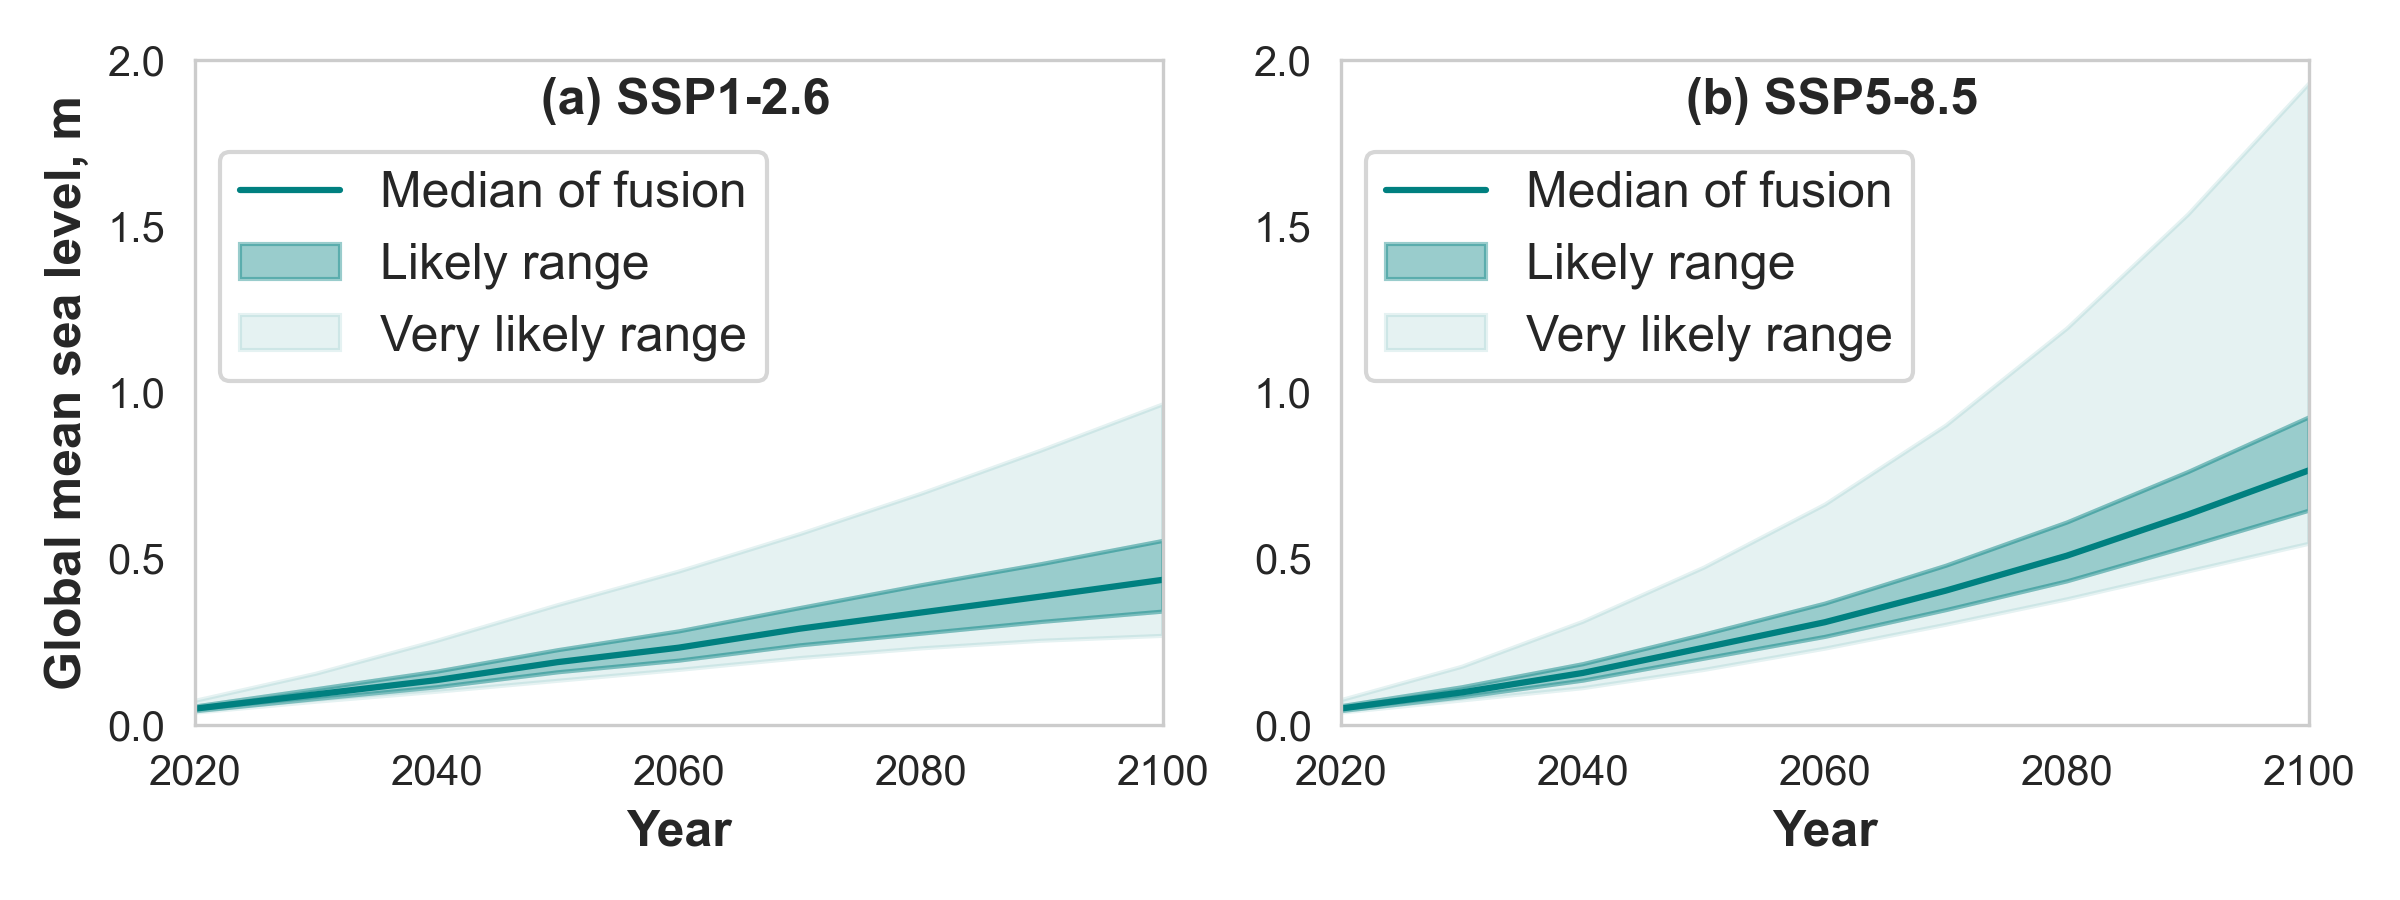 (a) SSP1-2.6
Median of fusion
Likely range
Very likely range
Global mean sea level, m
2.0
1.5
1.0
0.5
0.0
2020 2040 2060 2080 2100
Year
(b) SSP5-8.5
Median of fusion
Likely range
Very likely range
2.0
1.5
1.0
0.5
0.0
2020 2040 2060 2080 2100
Year